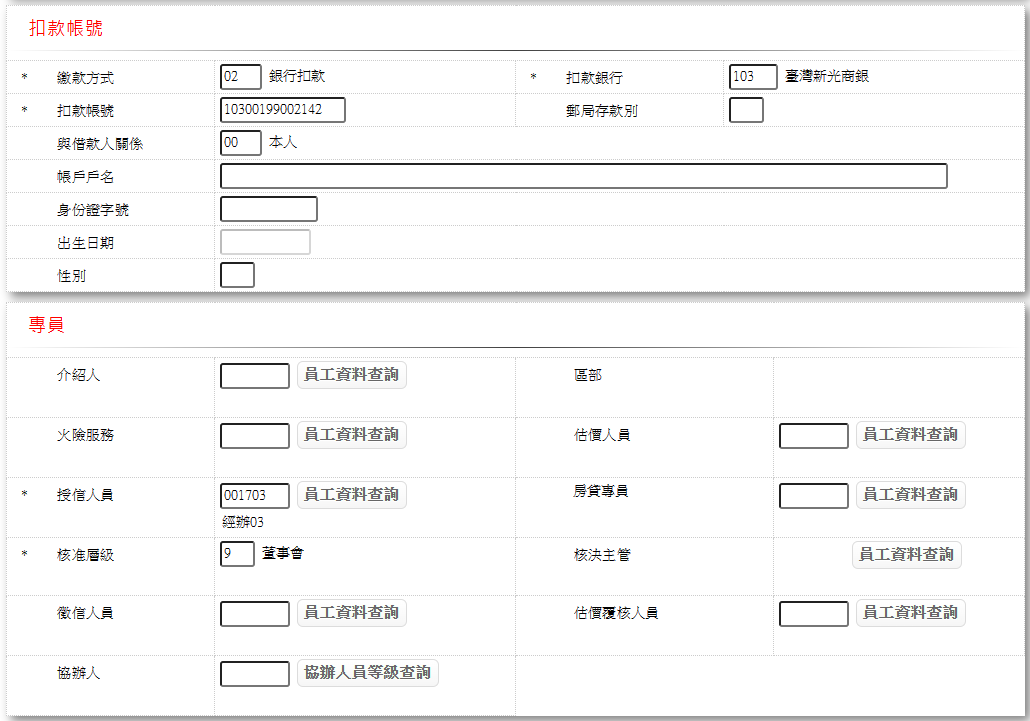 扣款帳號
* 繳款方式 02 銀行扣款 * 扣款銀行 103 臺灣新光商銀
* 扣款帳號 10300199002142 郵局存款別
與借款人關係 00 本人
帳戶戶名
身份證字號
出生日期
性別
專員
介紹人 員工資料查詢 區部
火險服務 員工資料查詢 估價人員 員工資料查詢
* 授信人員 001703 員工資料查詢 房貸專員 員工資料查詢
經辦03
* 核准層級 9 董事會 核決主管 員工資料查詢
徵信人員 員工資料查詢 估價覆核人員 員工資料查詢
協辦人 協辦人員等級查詢